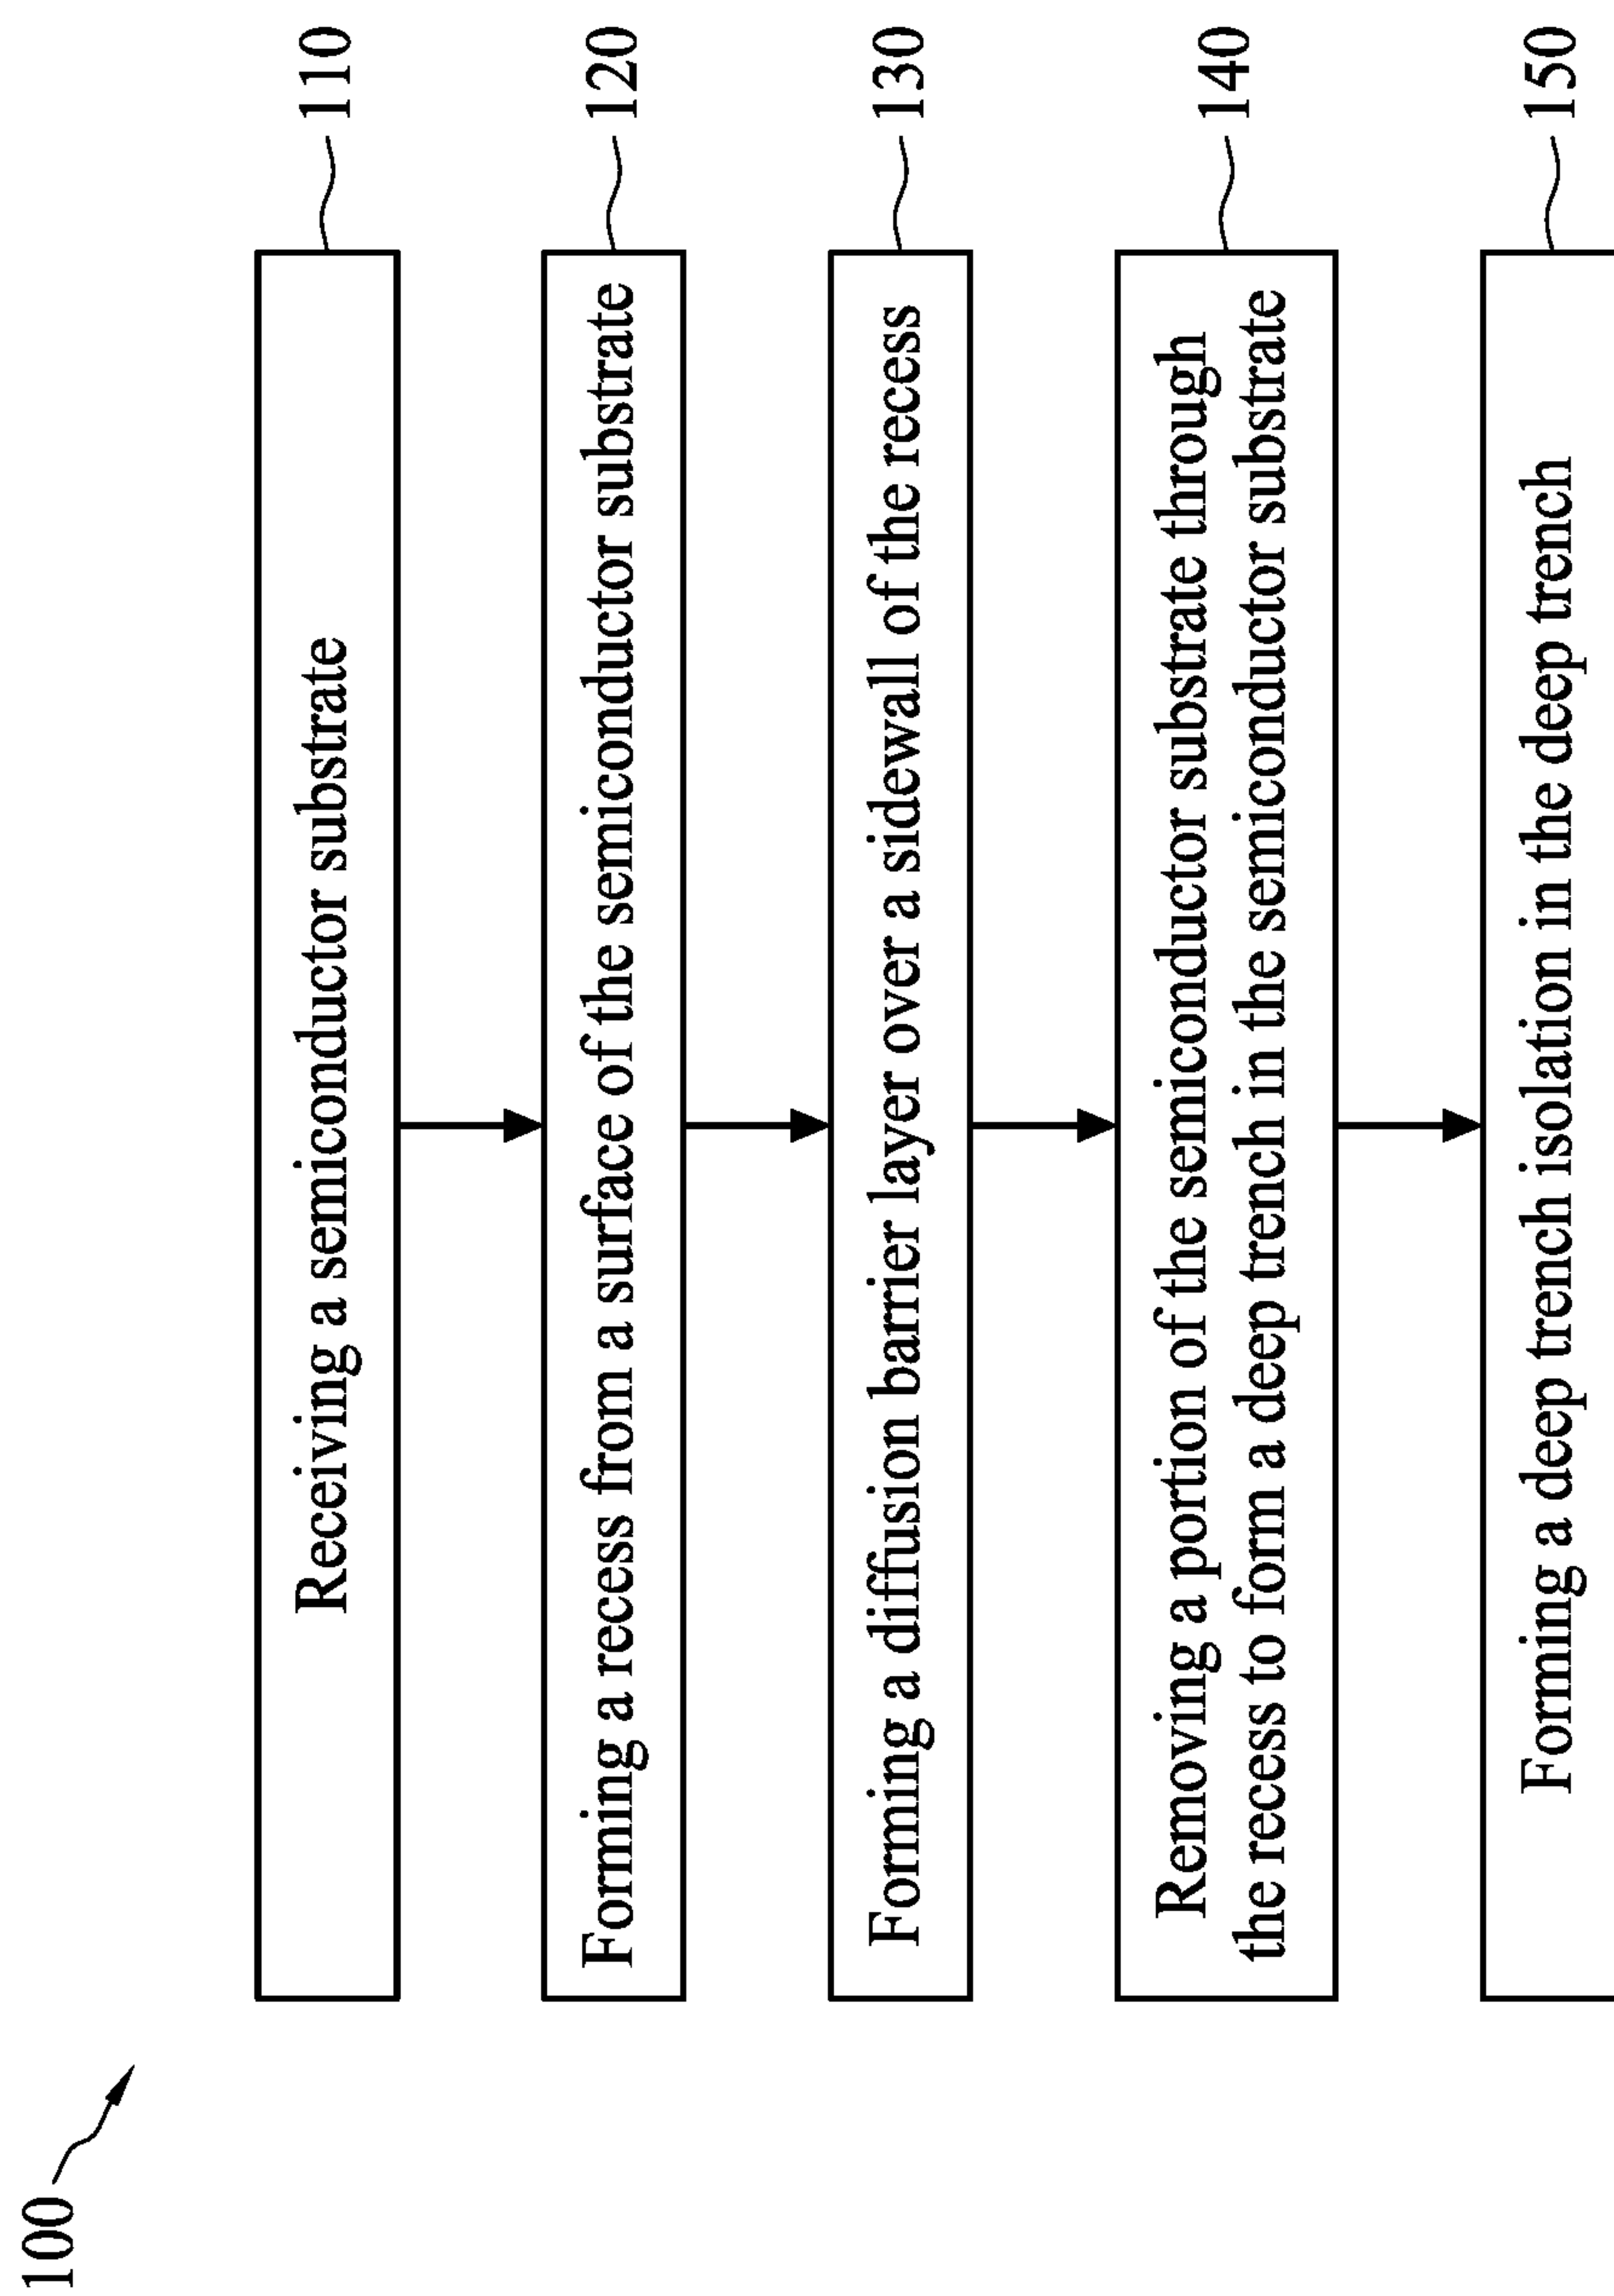 100
Receiving a semiconductor substrate
110
Forming a recess from a surface of the semiconductor substrate
120
Forming a diffusion barrier layer over a sidewall of the recess
130
Removing a portion of the semiconductor substrate through
the recess to form a deep trench in the semiconductor substrate
140
Forming a deep trench isolation in the deep trench
150